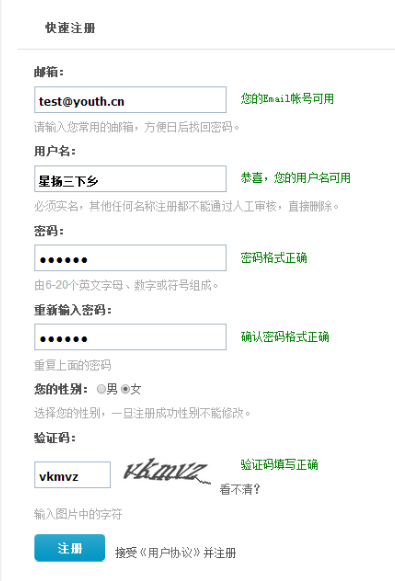 快速注册
邮箱：
test@youth.cn 您的Email帐号可用
请输入您常用的邮箱，方便日后找回密码。
用户名：
星扬三下乡 恭喜，您的用户名可用
必须实名，其他任何名称注册都不能通过人工审核，直接删除。
密码：
●●●●●● 密码格式正确
由6-20个英文字母、数字或符号组成。
重新输入密码：
●●●●●● 确认密码格式正确
重复上面的密码
您的性别： 男 女
选择您的性别，一旦注册成功性别不能修改。
验证码：
vkmvz vkmvz 验证码填写正确
看不清？
输入图片中的字符
注册 接受《用户协议》并注册